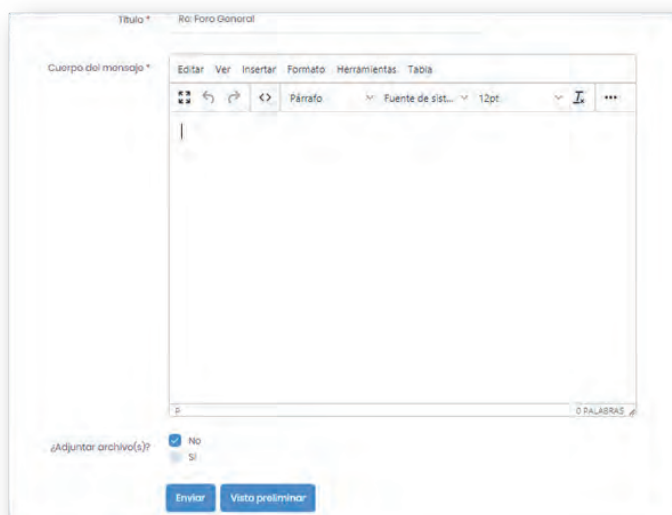 Título * Re: Foro General
Cuerpo del mensaje *
Editar Ver Insertar Formato Herramientas Tabla
Párrafo Fuente de sist... 12pt
P 0 PALABRAS
¿Adjuntar archivo(s)? No
Sí
Enviar Vista preliminar